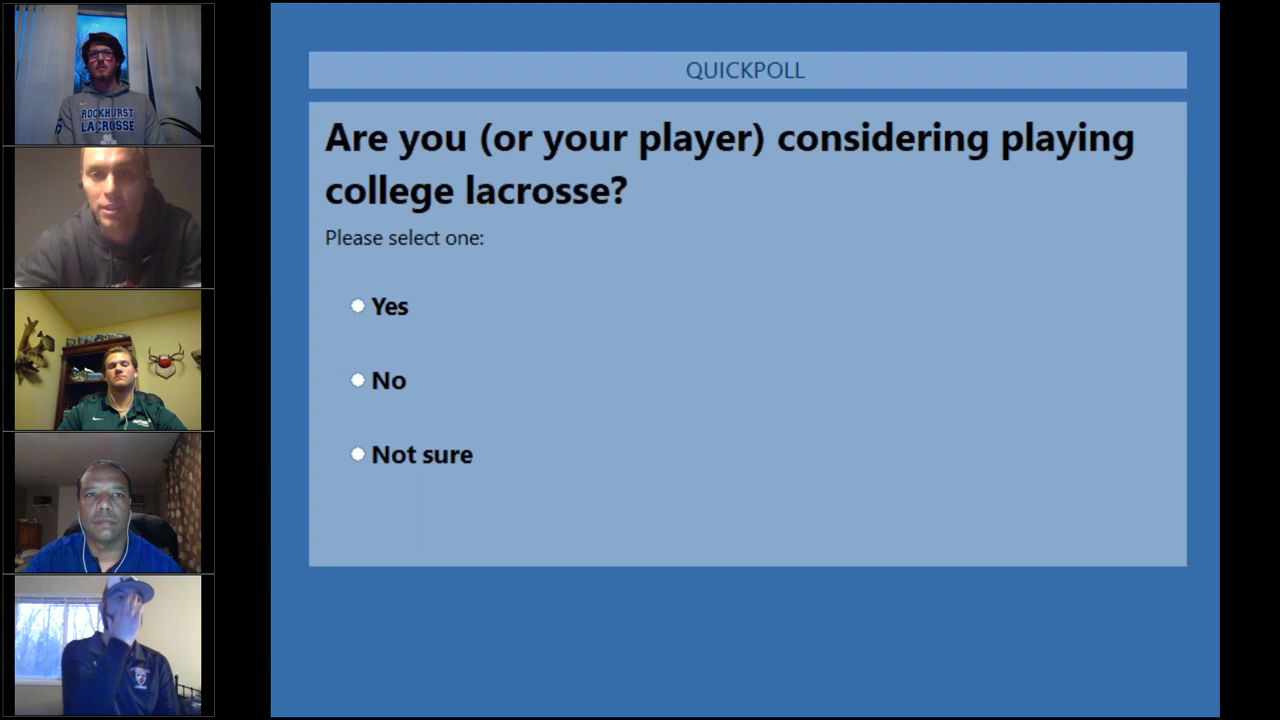 ROCKHURST
LACROSSE
QUICKPOLL
Are you (or your player) considering playing
college lacrosse?
Please select one:
Yes
No
Not sure